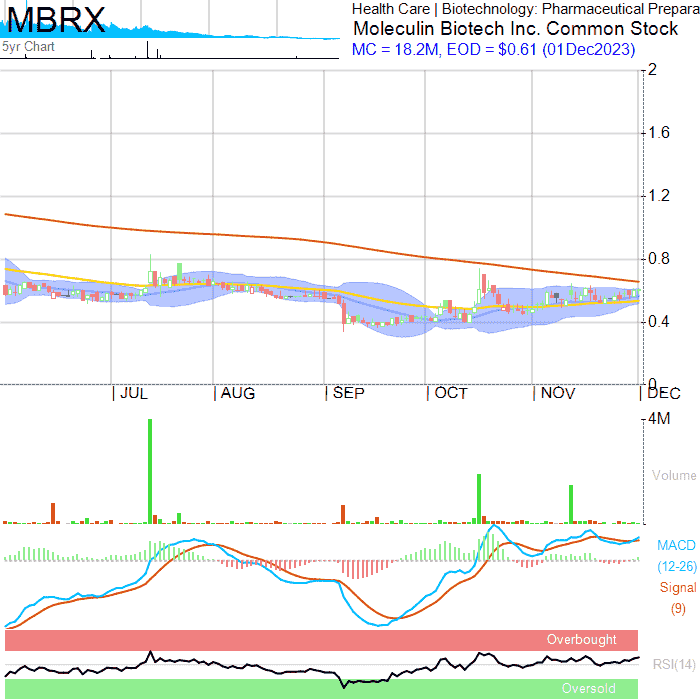 MBRX
5yr Chart
Health Care | Biotechnology: Pharmaceutical Prepara
Moleculin Biotech Inc. Common Stock
MC = 18.2M, EOD = $0.61 (01Dec2023)
2
1.6
1.2
0.8
0.4
0
JUL AUG SEP OCT NOV DEC
4M
Volume
MACD
(12-26)
Signal
(9)
Overbought
RSI(14)
Oversold